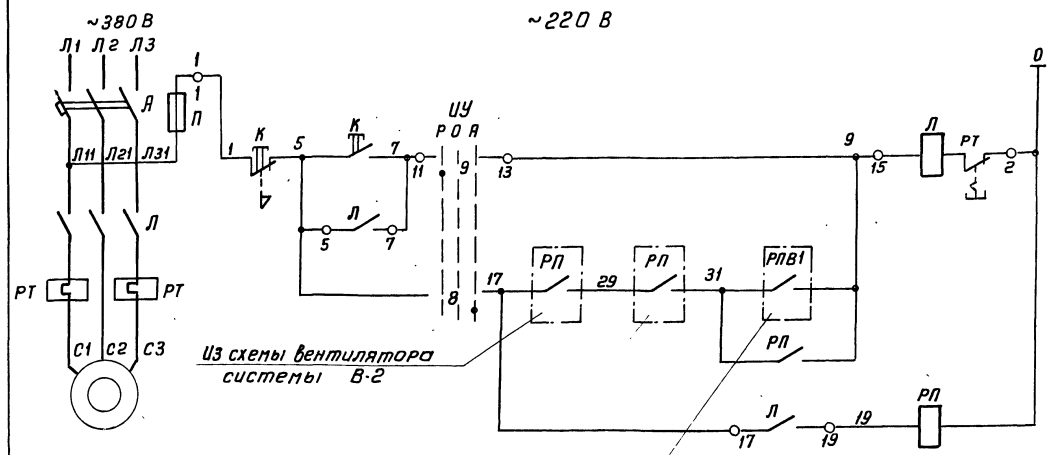 ~380 В
~220 В
Л1 Л2 Л3
1
1
0
А
П
ИУ
Р О А
К
К
1
5
7
11
9
13
9
15
Л
РТ
2
Л11 Л21 Л31
Л
Л
5
7
РТ
РТ
8
17
РП
29
РП
31
РПВ1
РП
С1 С2 С3
Из схемы вентилятора
системы В-2
Л
17
19
19
РП